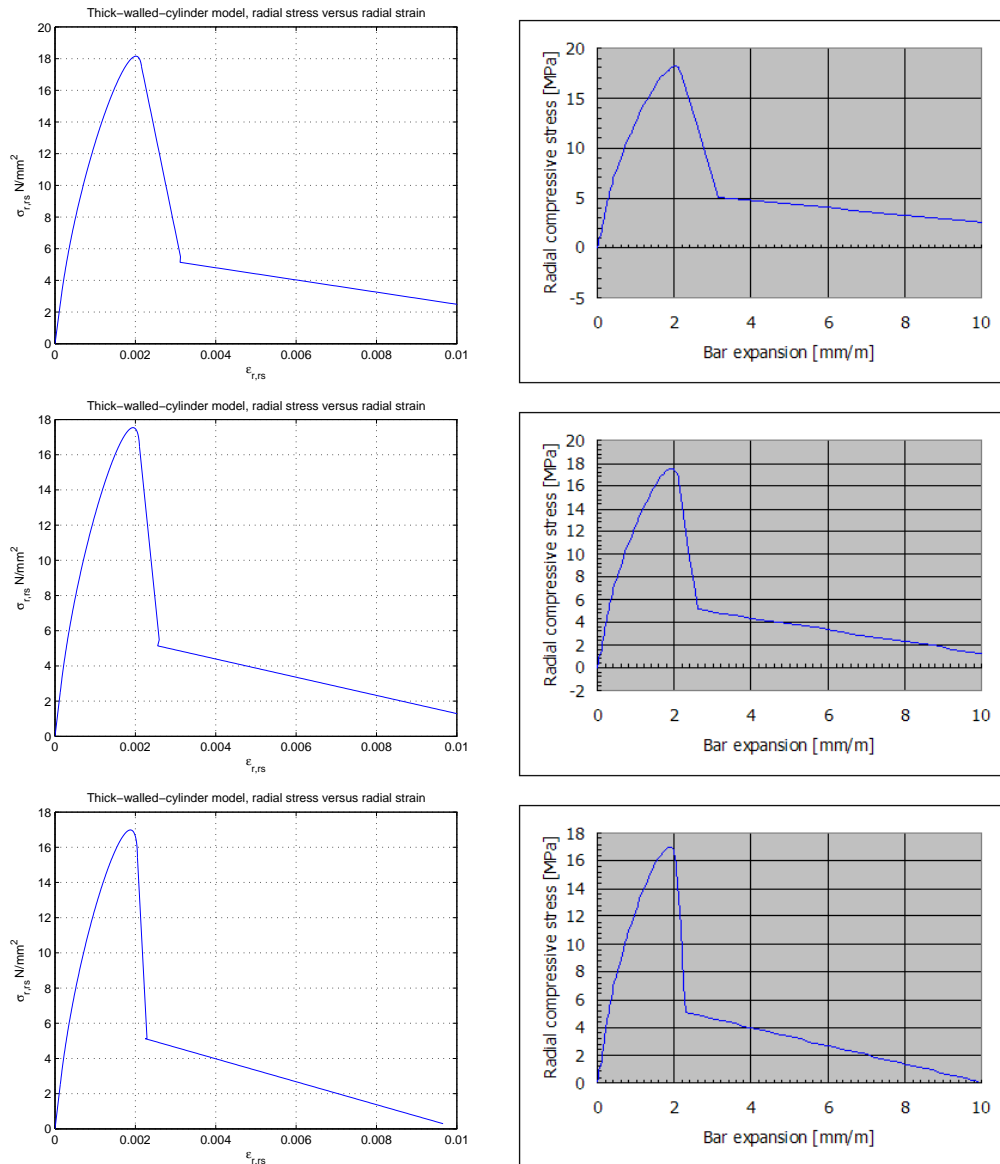 Thick−walled−cylinder model, radial stress versus radial strain
20
18
16
14
12
10
8
6
4
2
0
σr,rs N/mm2
0 0.002 0.004 0.006 0.008 0.01
εr,rs
20
15
10
5
0
-5
Radial compressive stress [MPa]
0 2 4 6 8 10
Bar expansion [mm/m]
Thick−walled−cylinder model, radial stress versus radial strain
18
16
14
12
10
8
6
4
2
0
σr,rs N/mm2
0 0.002 0.004 0.006 0.008 0.01
εr,rs
20
18
16
14
12
10
8
6
4
2
0
-2
Radial compressive stress [MPa]
0 2 4 6 8 10
Bar expansion [mm/m]
Thick−walled−cylinder model, radial stress versus radial strain
18
16
14
12
10
8
6
4
2
0
σr,rs N/mm2
0 0.002 0.004 0.006 0.008 0.01
εr,rs
18
16
14
12
10
8
6
4
2
0
Radial compressive stress [MPa]
0 2 4 6 8 10
Bar expansion [mm/m]